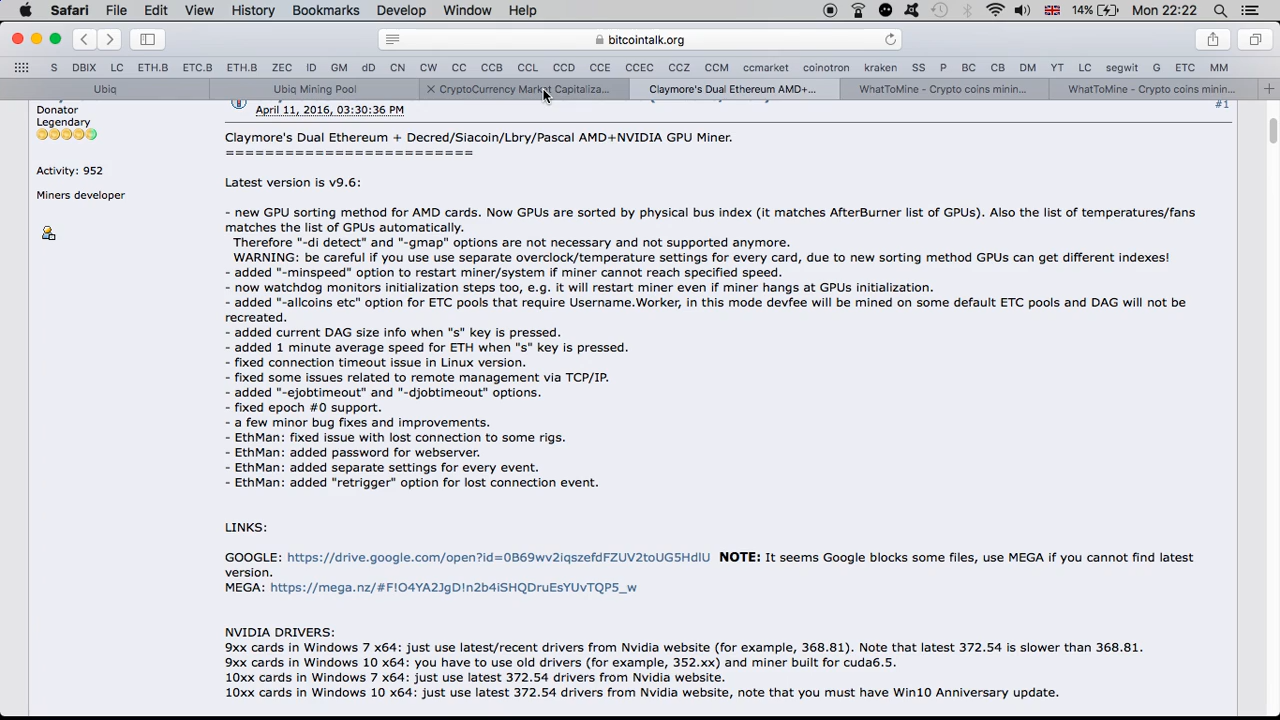 Safari File Edit View History Bookmarks Develop Window Help 14% Mon 22:22
bitcointalk.org
S DBIX LC ETH.B ETC.B ETH.B ZEC ID GM dD CN CW CC CCB CCL CCD CCE CCEC CCZ CCM ccmarket coinotron kraken SS P BC CB DM YT LC segwit G ETC MM
Ubiq Ubiq Mining Pool CryptoCurrency Market Capitaliza... Claymore's Dual Ethereum AMD+... WhatToMine - Crypto coins minin... WhatToMine - Crypto coins minin...
Donator
Legendary
April 11, 2016, 03:30:36 PM
#1
Activity: 952
Miners developer
Claymore's Dual Ethereum + Decred/Siacoin/Lbry/Pascal AMD+NVIDIA GPU Miner.
=========================
Latest version is v9.6:
- new GPU sorting method for AMD cards. Now GPUs are sorted by physical bus index (it matches AfterBurner list of GPUs). Also the list of temperatures/fans
matches the list of GPUs automatically.
Therefore "-di detect" and "-gmap" options are not necessary and not supported anymore.
WARNING: be careful if you use use separate overclock/temperature settings for every card, due to new sorting method GPUs can get different indexes!
- added "-minspeed" option to restart miner/system if miner cannot reach specified speed.
- now watchdog monitors initialization steps too, e.g. it will restart miner even if miner hangs at GPUs initialization.
- added "-allcoins etc" option for ETC pools that require Username.Worker, in this mode devfee will be mined on some default ETC pools and DAG will not be
recreated.
- added current DAG size info when "s" key is pressed.
- added 1 minute average speed for ETH when "s" key is pressed.
- fixed connection timeout issue in Linux version.
- fixed some issues related to remote management via TCP/IP.
- added "-ejobtimeout" and "-djobtimeout" options.
- fixed epoch #0 support.
- a few minor bug fixes and improvements.
- EthMan: fixed issue with lost connection to some rigs.
- EthMan: added password for webserver.
- EthMan: added separate settings for every event.
- EthMan: added "retrigger" option for lost connection event.
LINKS:
GOOGLE: https://drive.google.com/open?id=0B69wv2iqszefdFZUV2toUG5HdlU NOTE: It seems Google blocks some files, use MEGA if you cannot find latest
version.
MEGA: https://mega.nz/#F!O4YA2JgD!n2b4iSHQDruEsYUvTQP5_w
NVIDIA DRIVERS:
9xx cards in Windows 7 x64: just use latest/recent drivers from Nvidia website (for example, 368.81). Note that latest 372.54 is slower than 368.81.
9xx cards in Windows 10 x64: you have to use old drivers (for example, 352.xx) and miner built for cuda6.5.
10xx cards in Windows 7 x64: just use latest 372.54 drivers from Nvidia website.
10xx cards in Windows 10 x64: just use latest 372.54 drivers from Nvidia website, note that you must have Win10 Anniversary update.